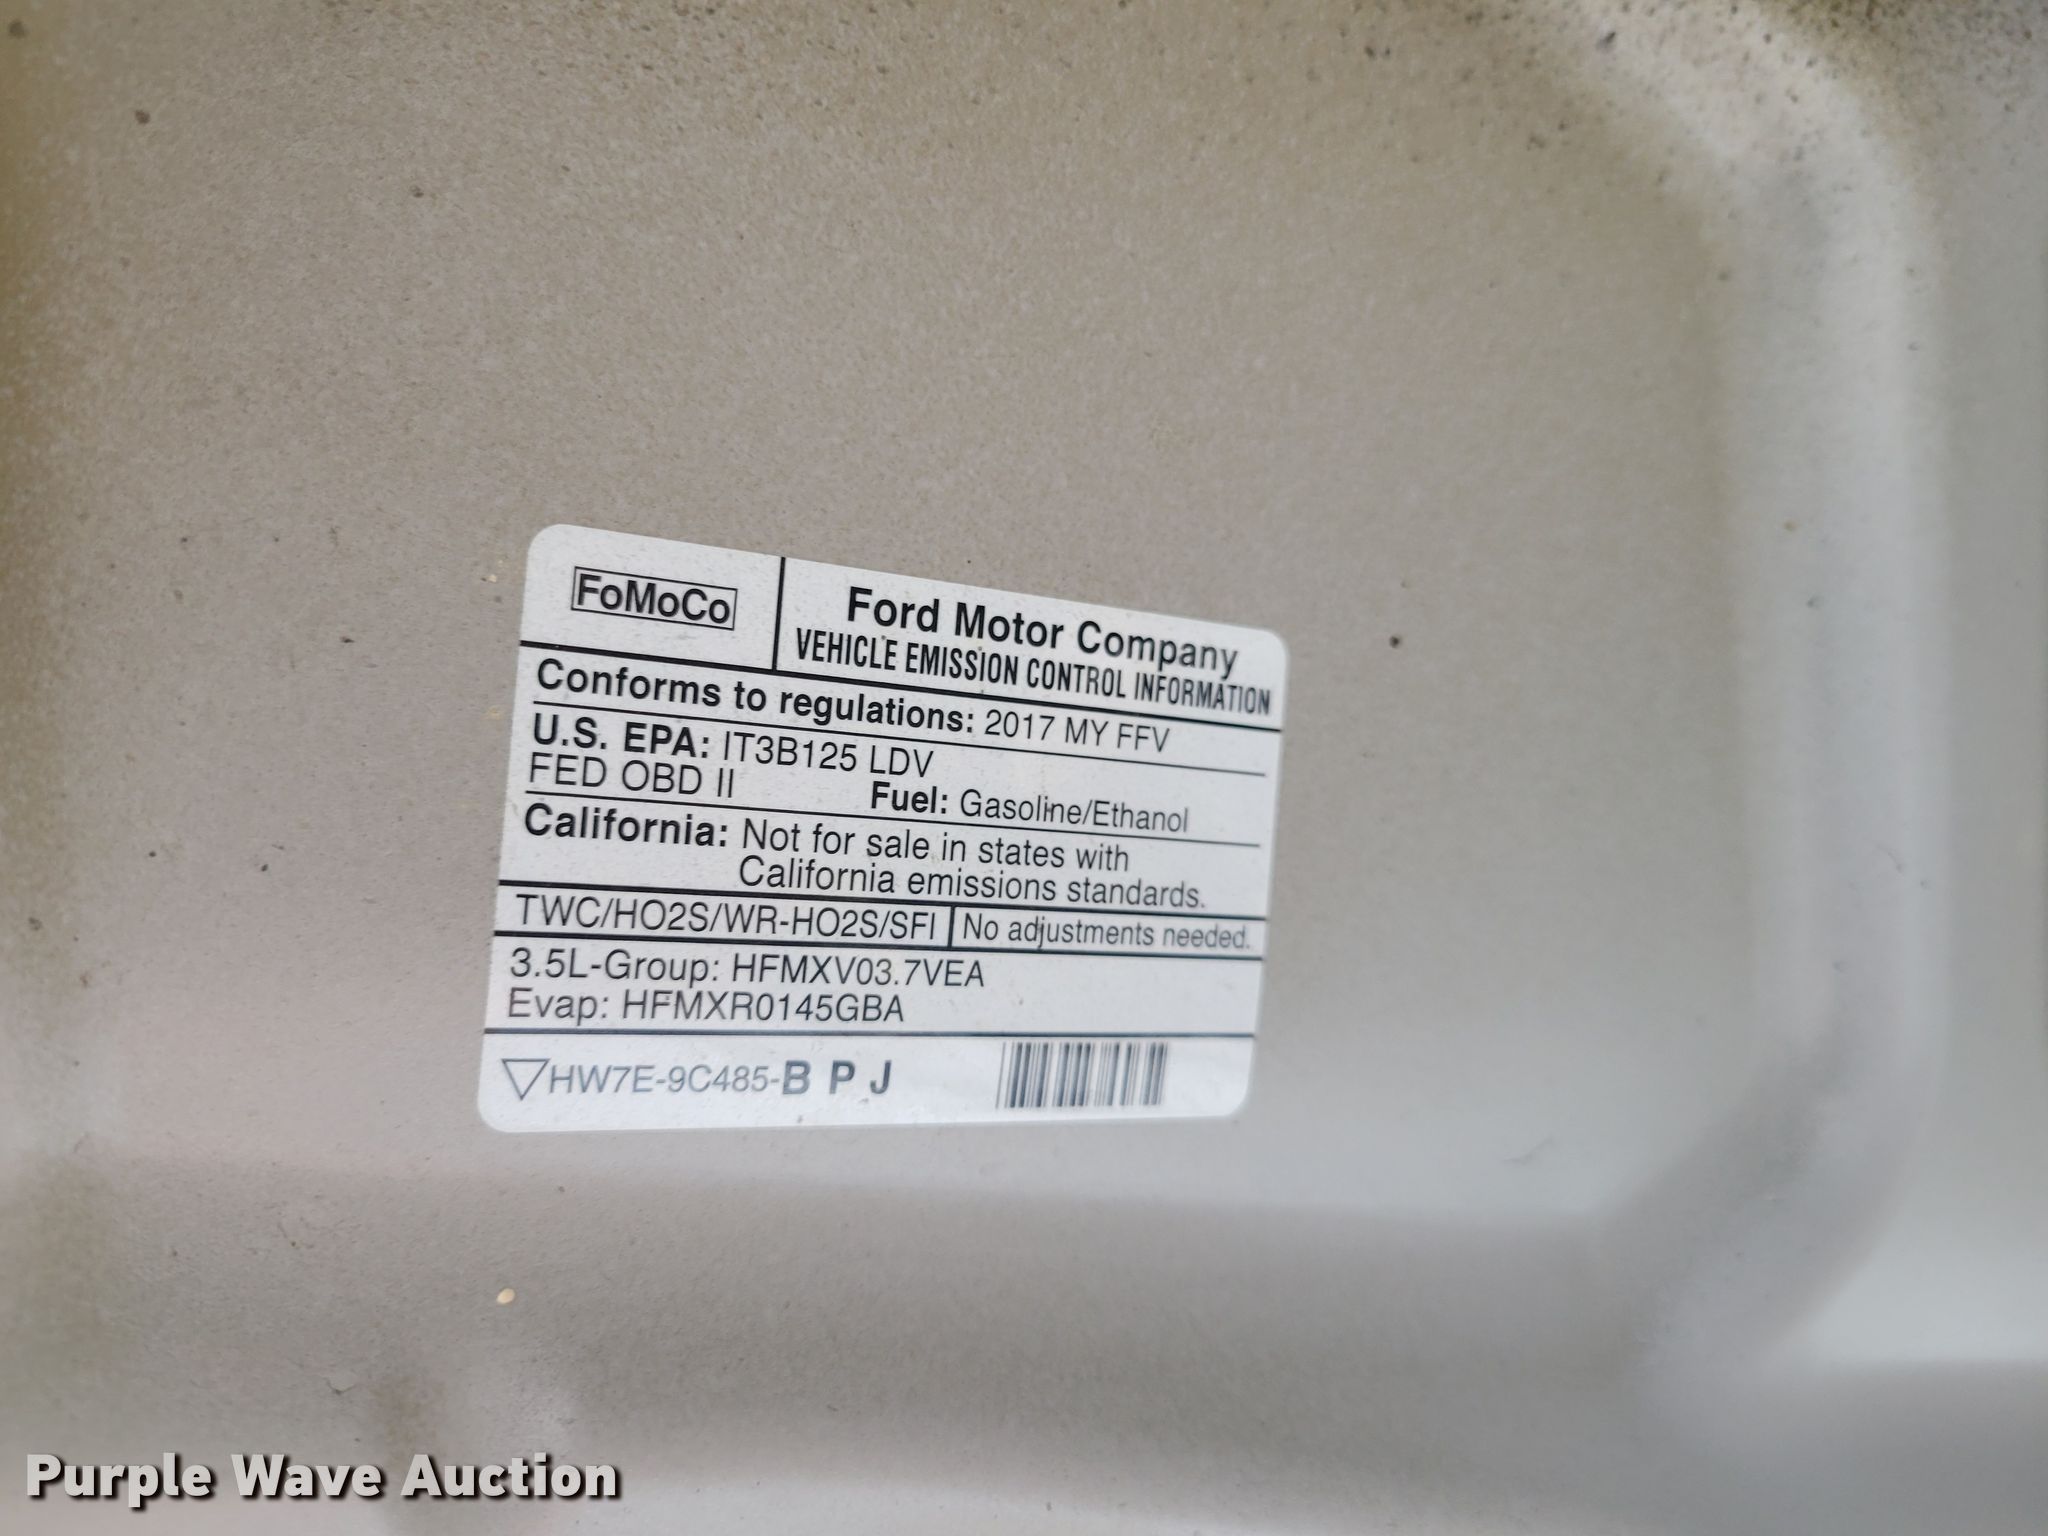 FoMoCo
Ford Motor Company
VEHICLE EMISSION CONTROL INFORMATION
Conforms to regulations: 2017 MY FFV
U.S. EPA: IT3B125 LDV
FED OBD II Fuel: Gasoline/Ethanol
California: Not for sale in states with
California emissions standards.
TWC/HO2S/WR-HO2S/SFI No adjustments needed.
3.5L-Group: HFMXV03.7VEA
Evap: HFMXR0145GBA
HW7E-9C485-B P J
Purple Wave Auction